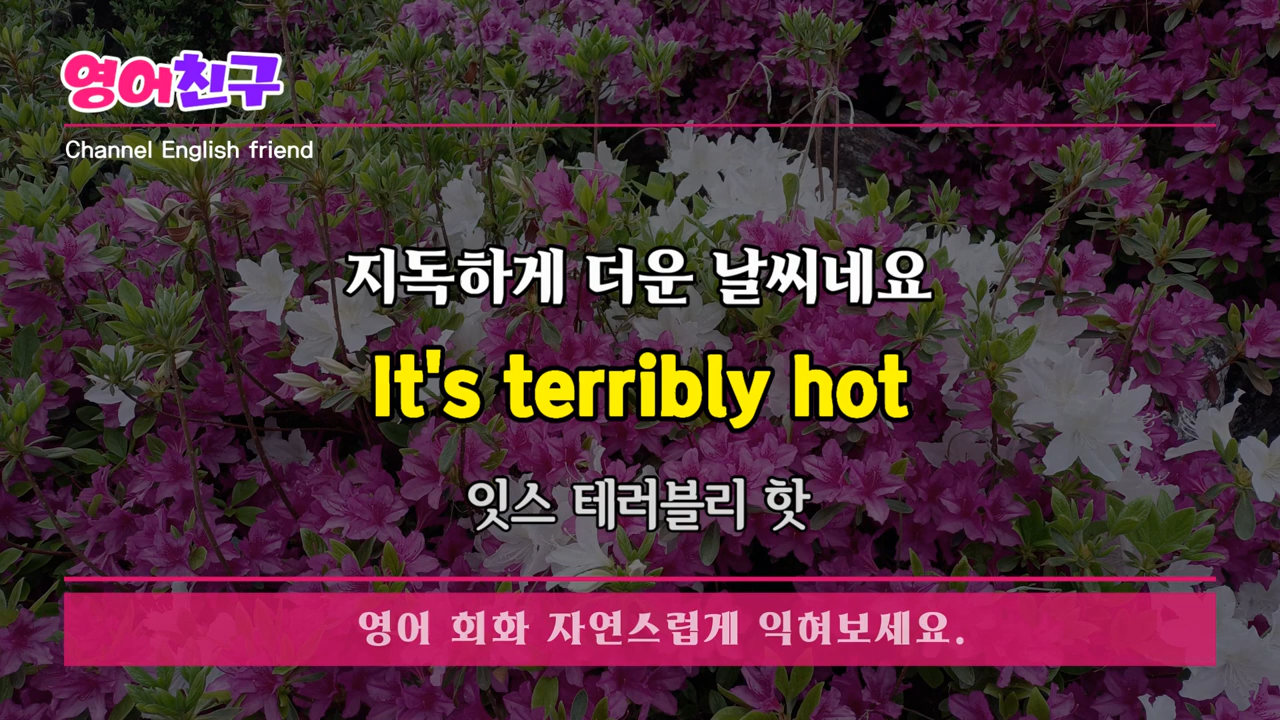 영어친구
Channel English friend
지독하게 더운 날씨네요
It's terribly hot
잇스 테러블리 핫
영어 회화 자연스럽게 익혀보세요.